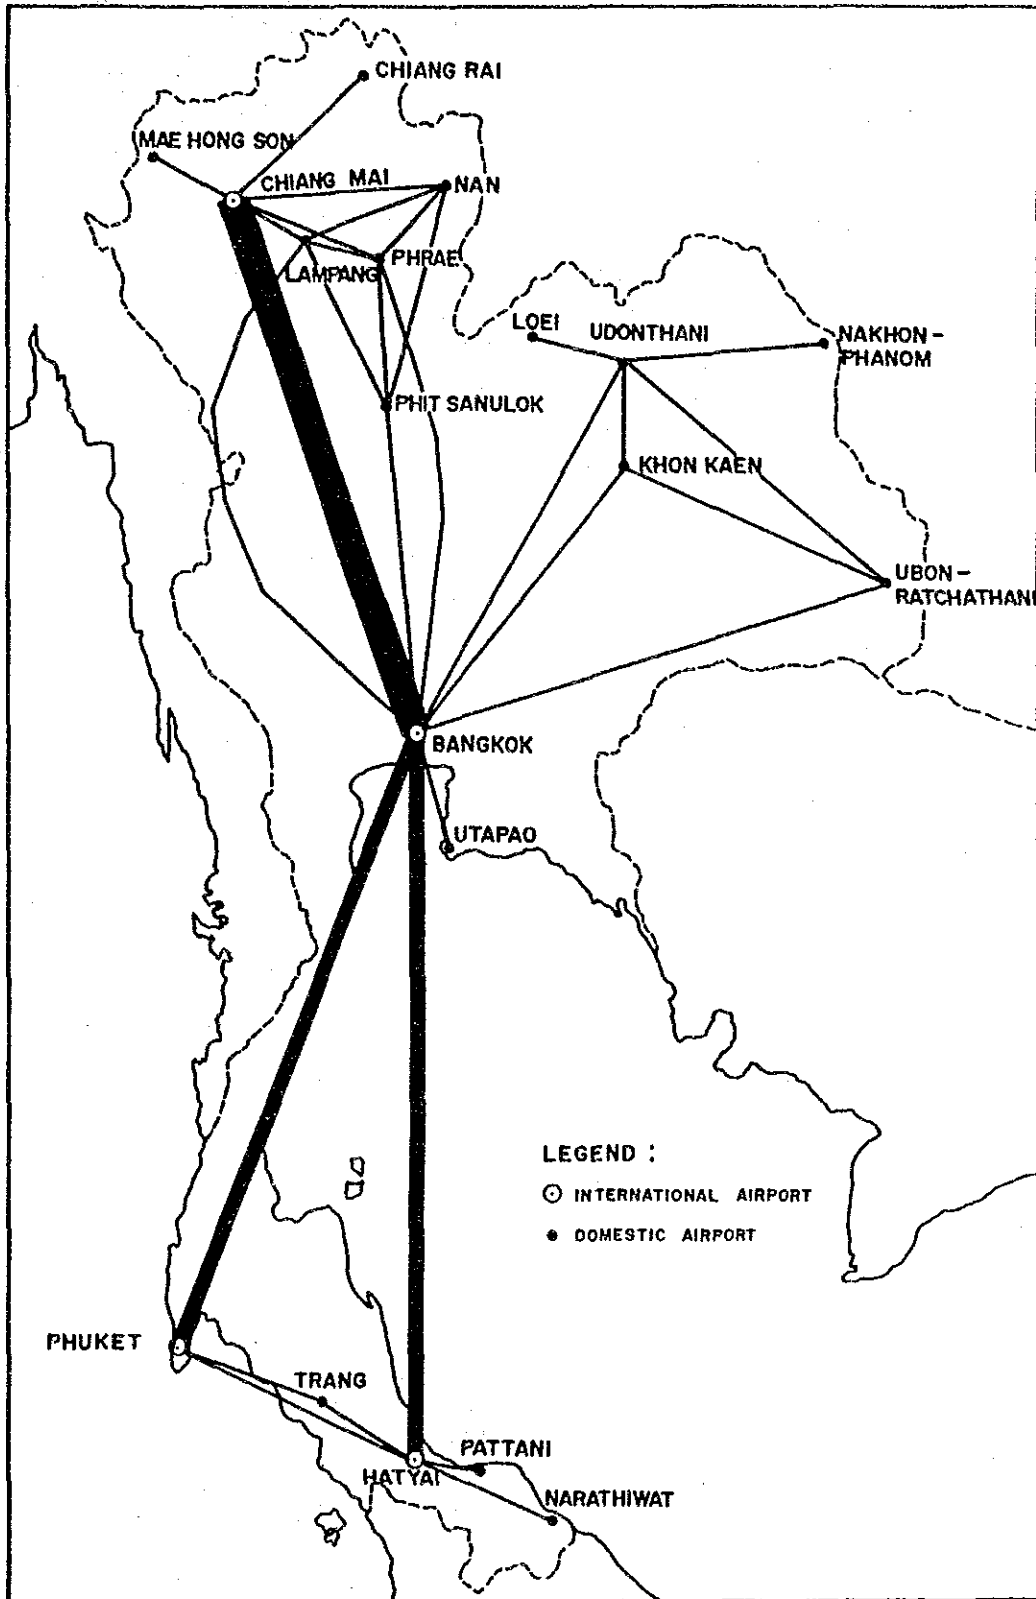 CHIANG RAI
MAE HONG SON
CHIANG MAI
NAN
PHRAE
LAMPANG
LOEI
UDONTHANI
NAKHON-
PHANOM
PHIT SANULOK
KHON KAEN
UBON-
RATCHATHANI
BANGKOK
UTAPAO
LEGEND :
INTERNATIONAL AIRPORT
DOMESTIC AIRPORT
PHUKET
TRANG
PATTANI
HATYAI
NARATHIWAT